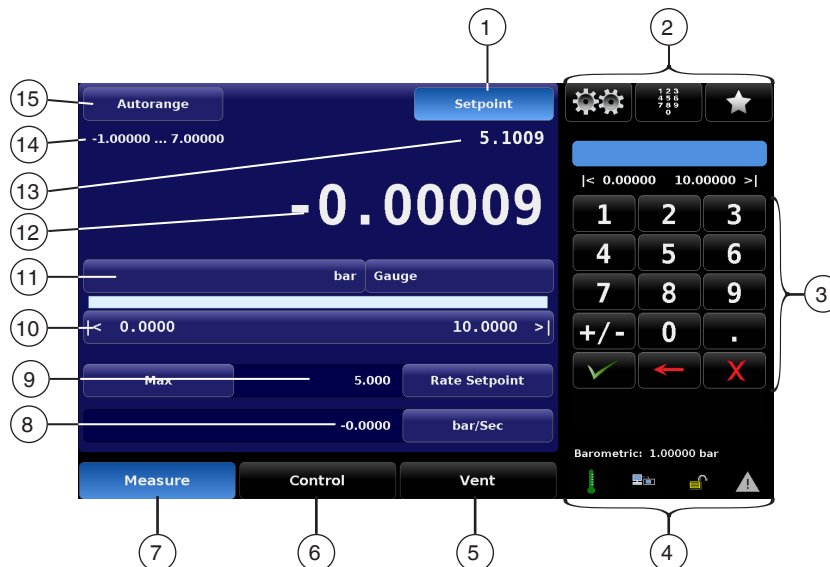 1
2
15
Autorange
Setpoint
1 2 3
4 5 6
7 8 9
0
14
-1.00000 ... 7.00000
5.1009
13
|< 0.00000 10.00000 >|
12
-0.00009
1 2 3
4 5 6
11
bar Gauge
7 8 9
3
10
|< 0.0000 10.0000 >|
+/- 0 .
9
Max 5.000 Rate Setpoint
X
8
-0.0000 bar/Sec
Barometric: 1.00000 bar
Measure Control Vent
7
6
5
4